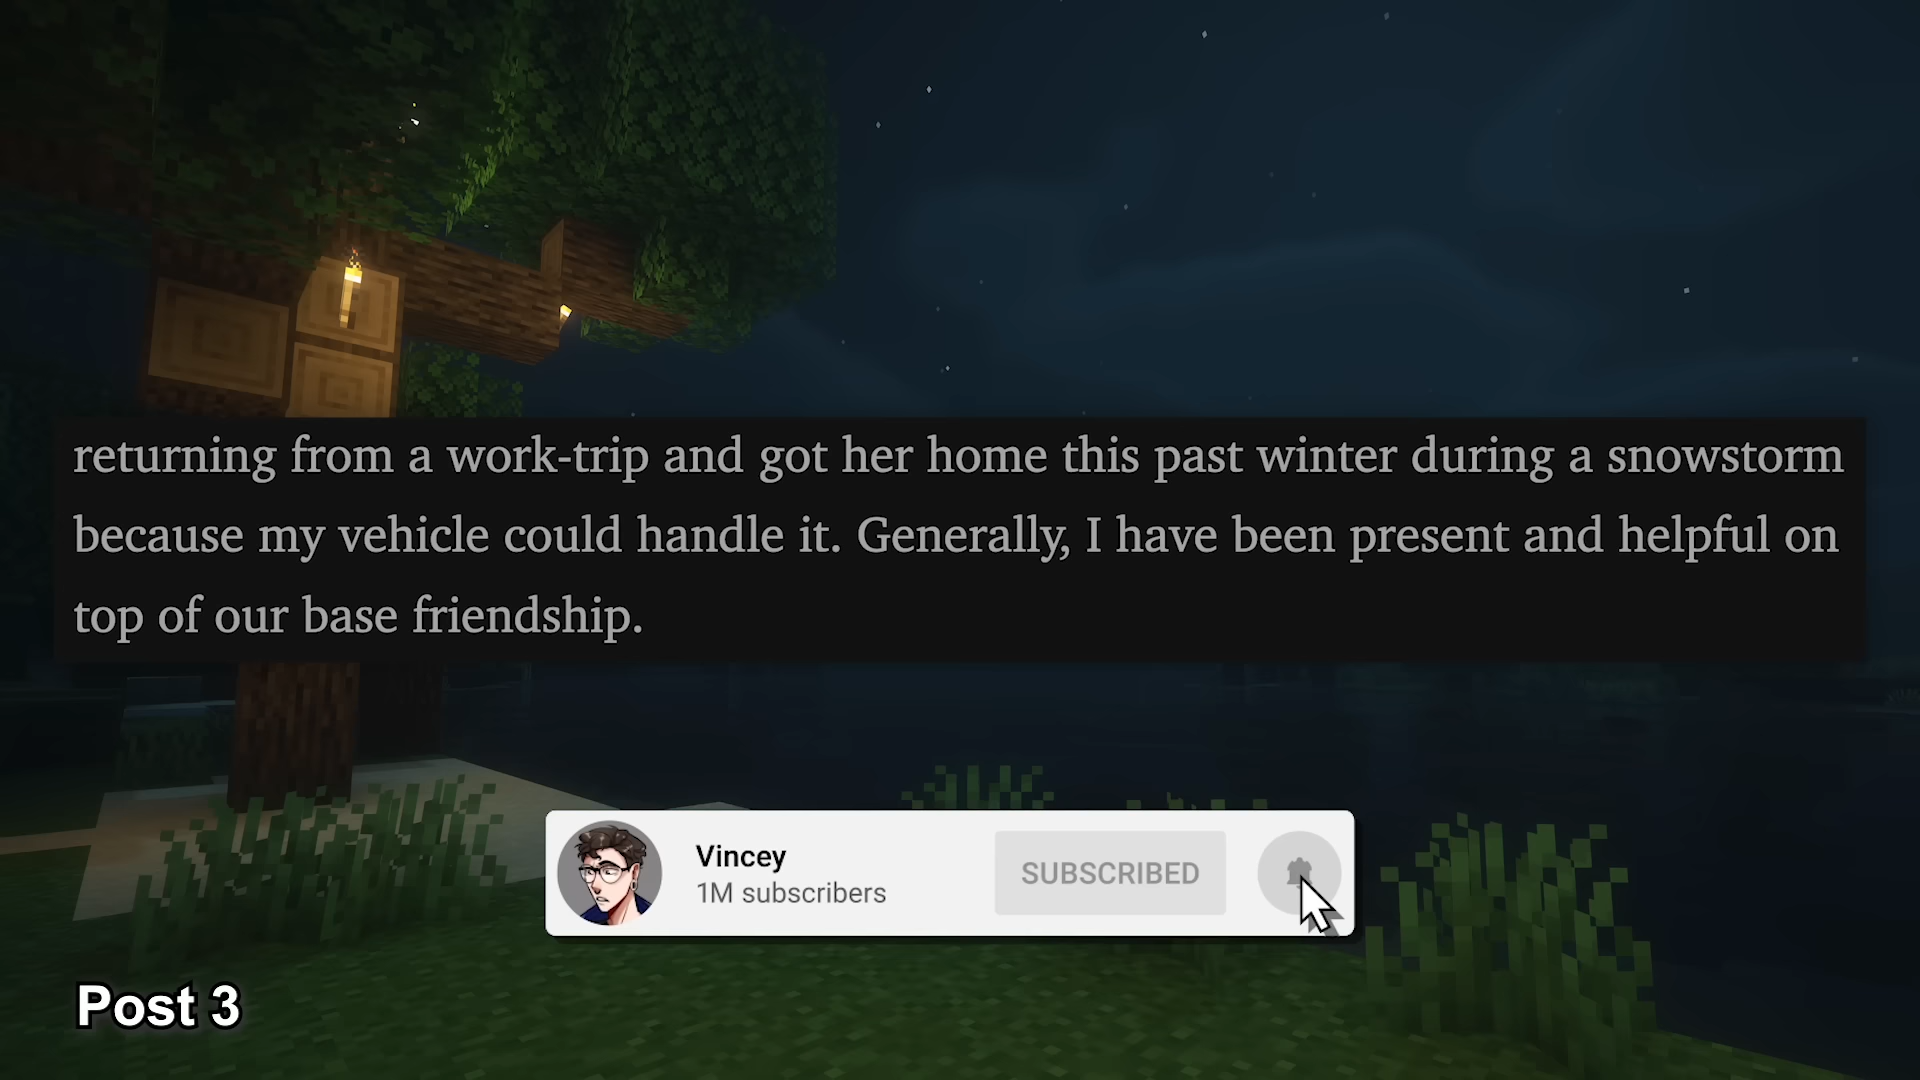 returning from a work-trip and got her home this past winter during a snowstorm
because my vehicle could handle it. Generally, I have been present and helpful on
top of our base friendship.
Vincey
1M subscribers
SUBSCRIBED
Post 3